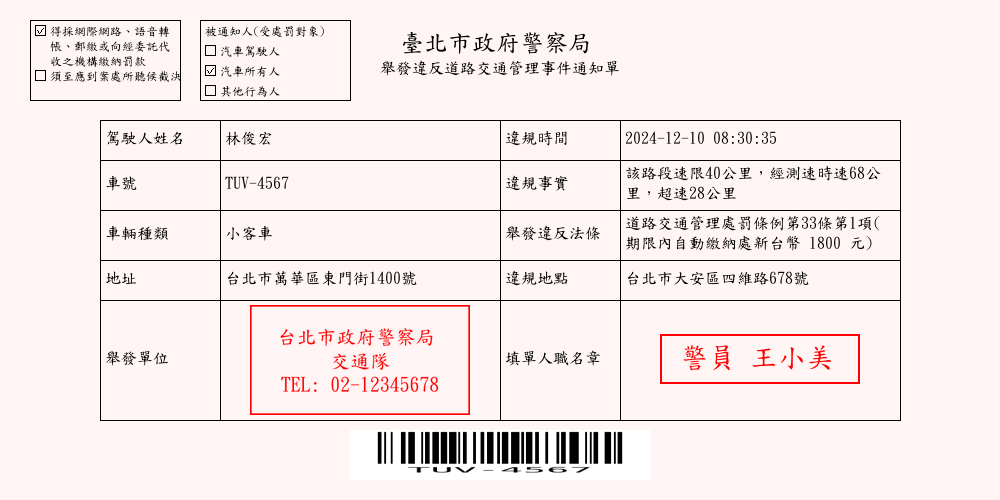 ☑ 得採網際網路、語音轉
帳、郵繳或向經委託代
收之機構繳納罰款
☐ 須至應到案處所聽候裁決
被通知人(受處罰對象)
☐ 汽車駕駛人
☑ 汽車所有人
☐ 其他行為人
臺北市政府警察局
舉發違反道路交通管理事件通知單
駕駛人姓名 林俊宏 違規時間 2024-12-10 08:30:35
車號 TUV-4567 違規事實 該路段速限40公里，經測速時速68公
里，超速28公里
車輛種類 小客車 舉發違反法條 道路交通管理處罰條例第33條第1項(
期限內自動繳納處新台幣 1800 元)
地址 台北市萬華區東門街1400號 違規地點 台北市大安區四維路678號
舉發單位
台北市政府警察局
交通隊
TEL: 02-12345678
填單人職名章 警員 王小美
TUV-4567